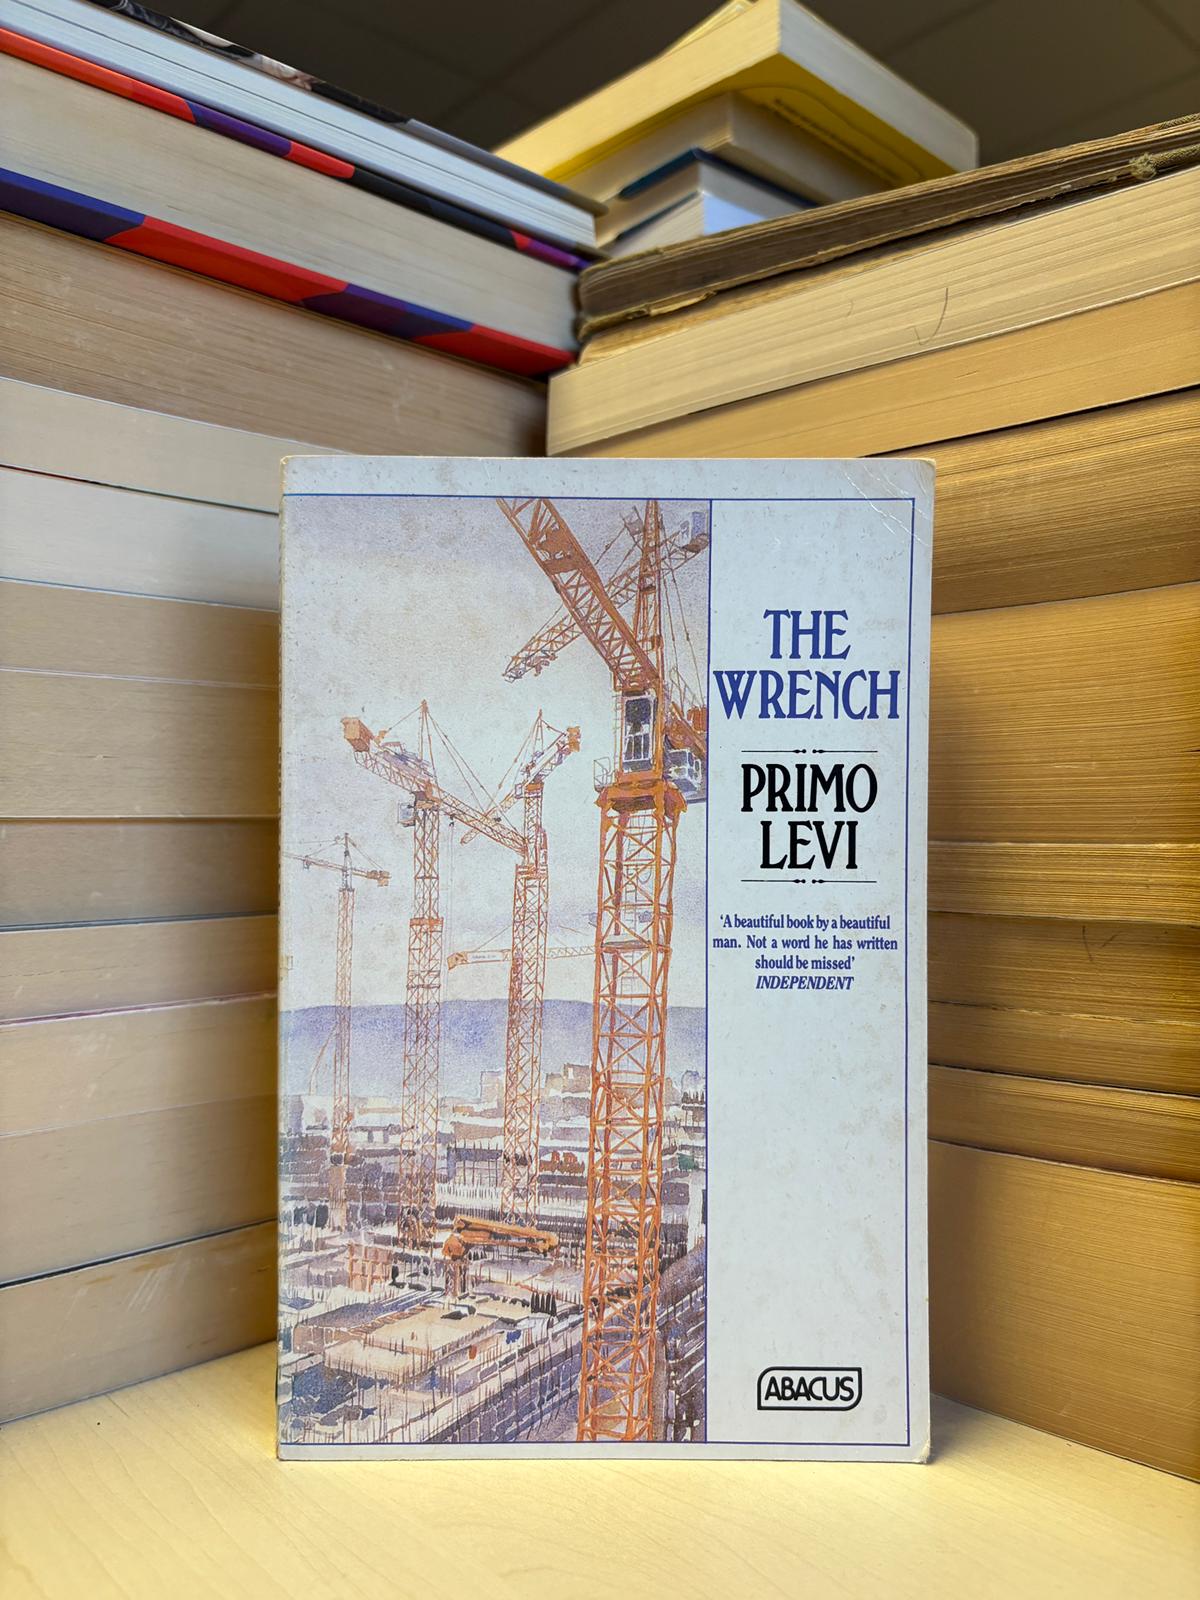 THE
WRENCH
PRIMO
LEVI
‘A beautiful book by a beautiful
man. Not a word he has written
should be missed’
INDEPENDENT
ABACUS